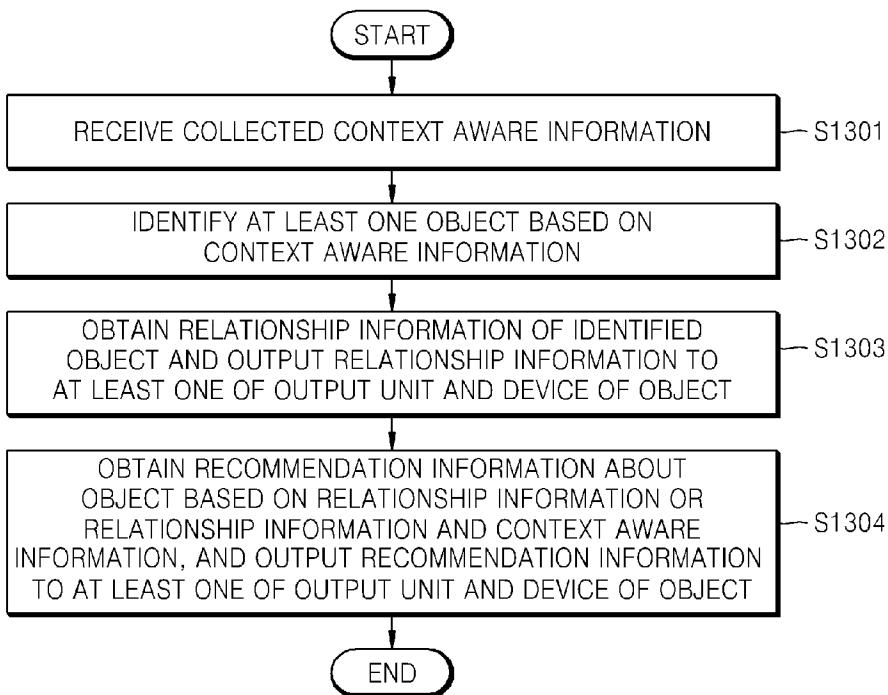 START
RECEIVE COLLECTED CONTEXT AWARE INFORMATION
S1301
IDENTIFY AT LEAST ONE OBJECT BASED ON
CONTEXT AWARE INFORMATION
S1302
OBTAIN RELATIONSHIP INFORMATION OF IDENTIFIED
OBJECT AND OUTPUT RELATIONSHIP INFORMATION TO
AT LEAST ONE OF OUTPUT UNIT AND DEVICE OF OBJECT
S1303
OBTAIN RECOMMENDATION INFORMATION ABOUT
OBJECT BASED ON RELATIONSHIP INFORMATION OR
RELATIONSHIP INFORMATION AND CONTEXT AWARE
INFORMATION, AND OUTPUT RECOMMENDATION INFORMATION
TO AT LEAST ONE OF OUTPUT UNIT AND DEVICE OF OBJECT
S1304
END